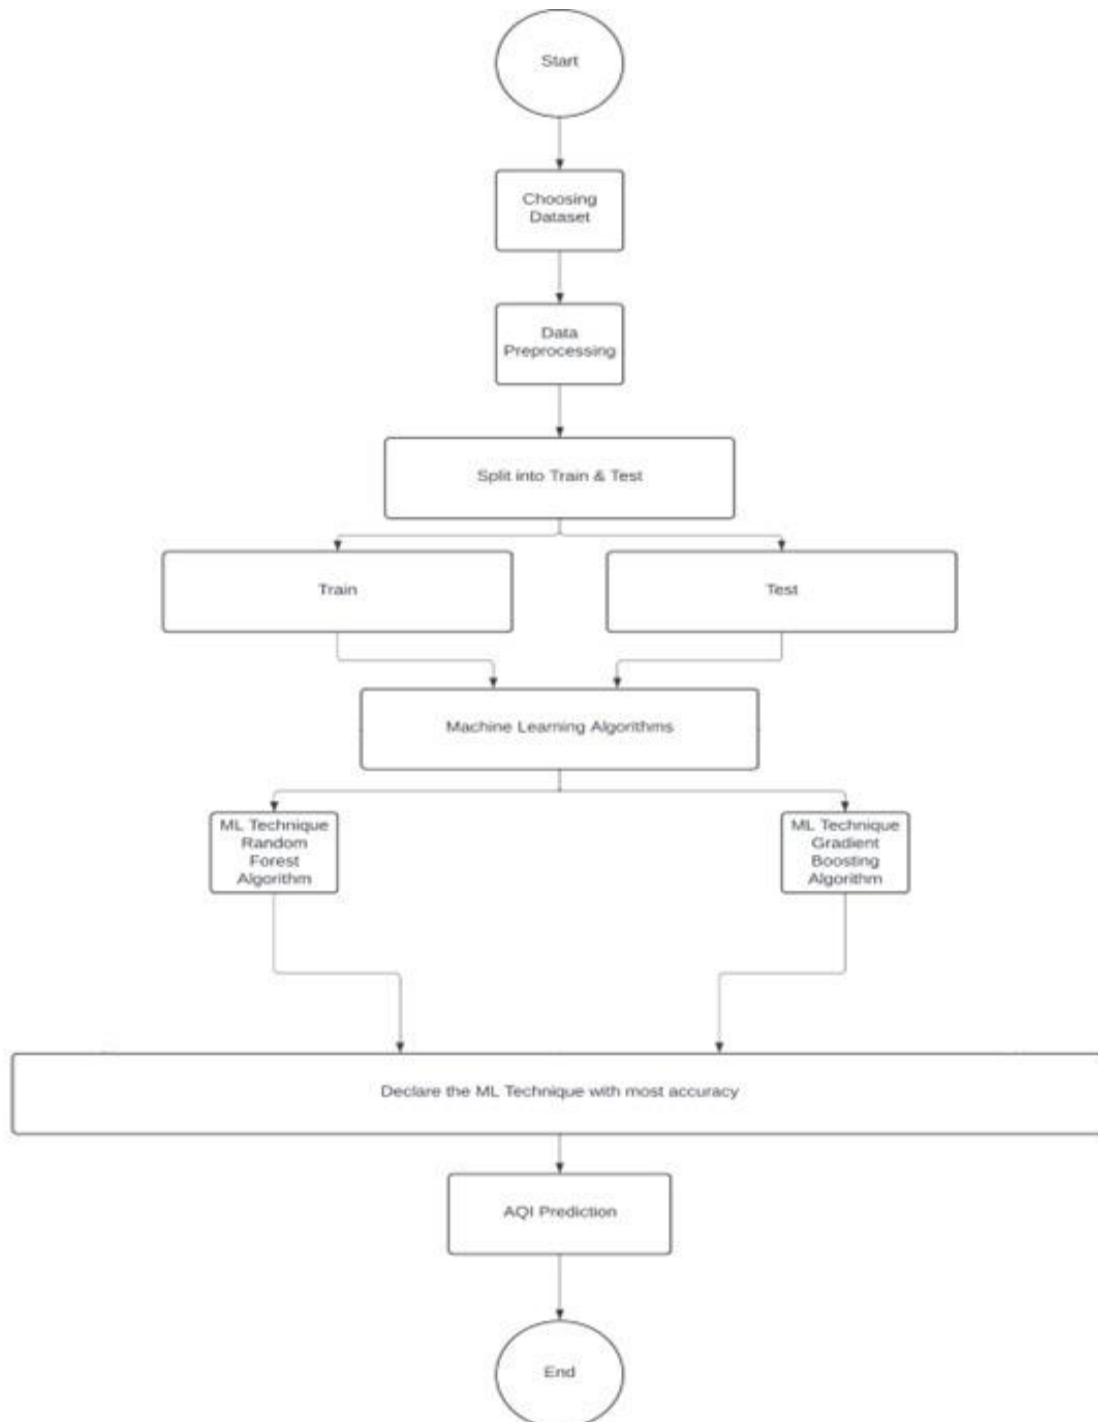 Start
Choosing
Dataset
Data
Preprocessing
Split into Train & Test
Train
Test
Machine Learning Algorithms
ML Technique
Random
Forest
Algorithm
ML Technique
Gradient
Boosting
Algorithm
Declare the ML Technique with most accuracy
AQI Prediction
End